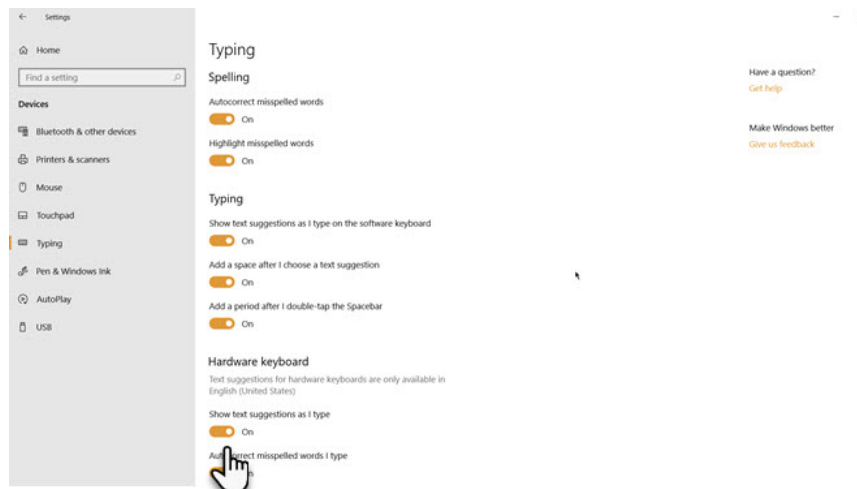 Settings
Home
Find a setting
Devices
Bluetooth & other devices
Printers & scanners
Mouse
Touchpad
Typing
Pen & Windows Ink
AutoPlay
USB
Typing
Spelling
Autocorrect misspelled words
On
Highlight misspelled words
On
Typing
Show text suggestions as I type on the software keyboard
On
Add a space after I choose a text suggestion
On
Add a period after I double-tap the Spacebar
On
Hardware keyboard
Text suggestions for hardware keyboards are only available in
English (United States)
Show text suggestions as I type
On
misspelled words I type
Have a question?
Get help
Make Windows better
Give us feedback